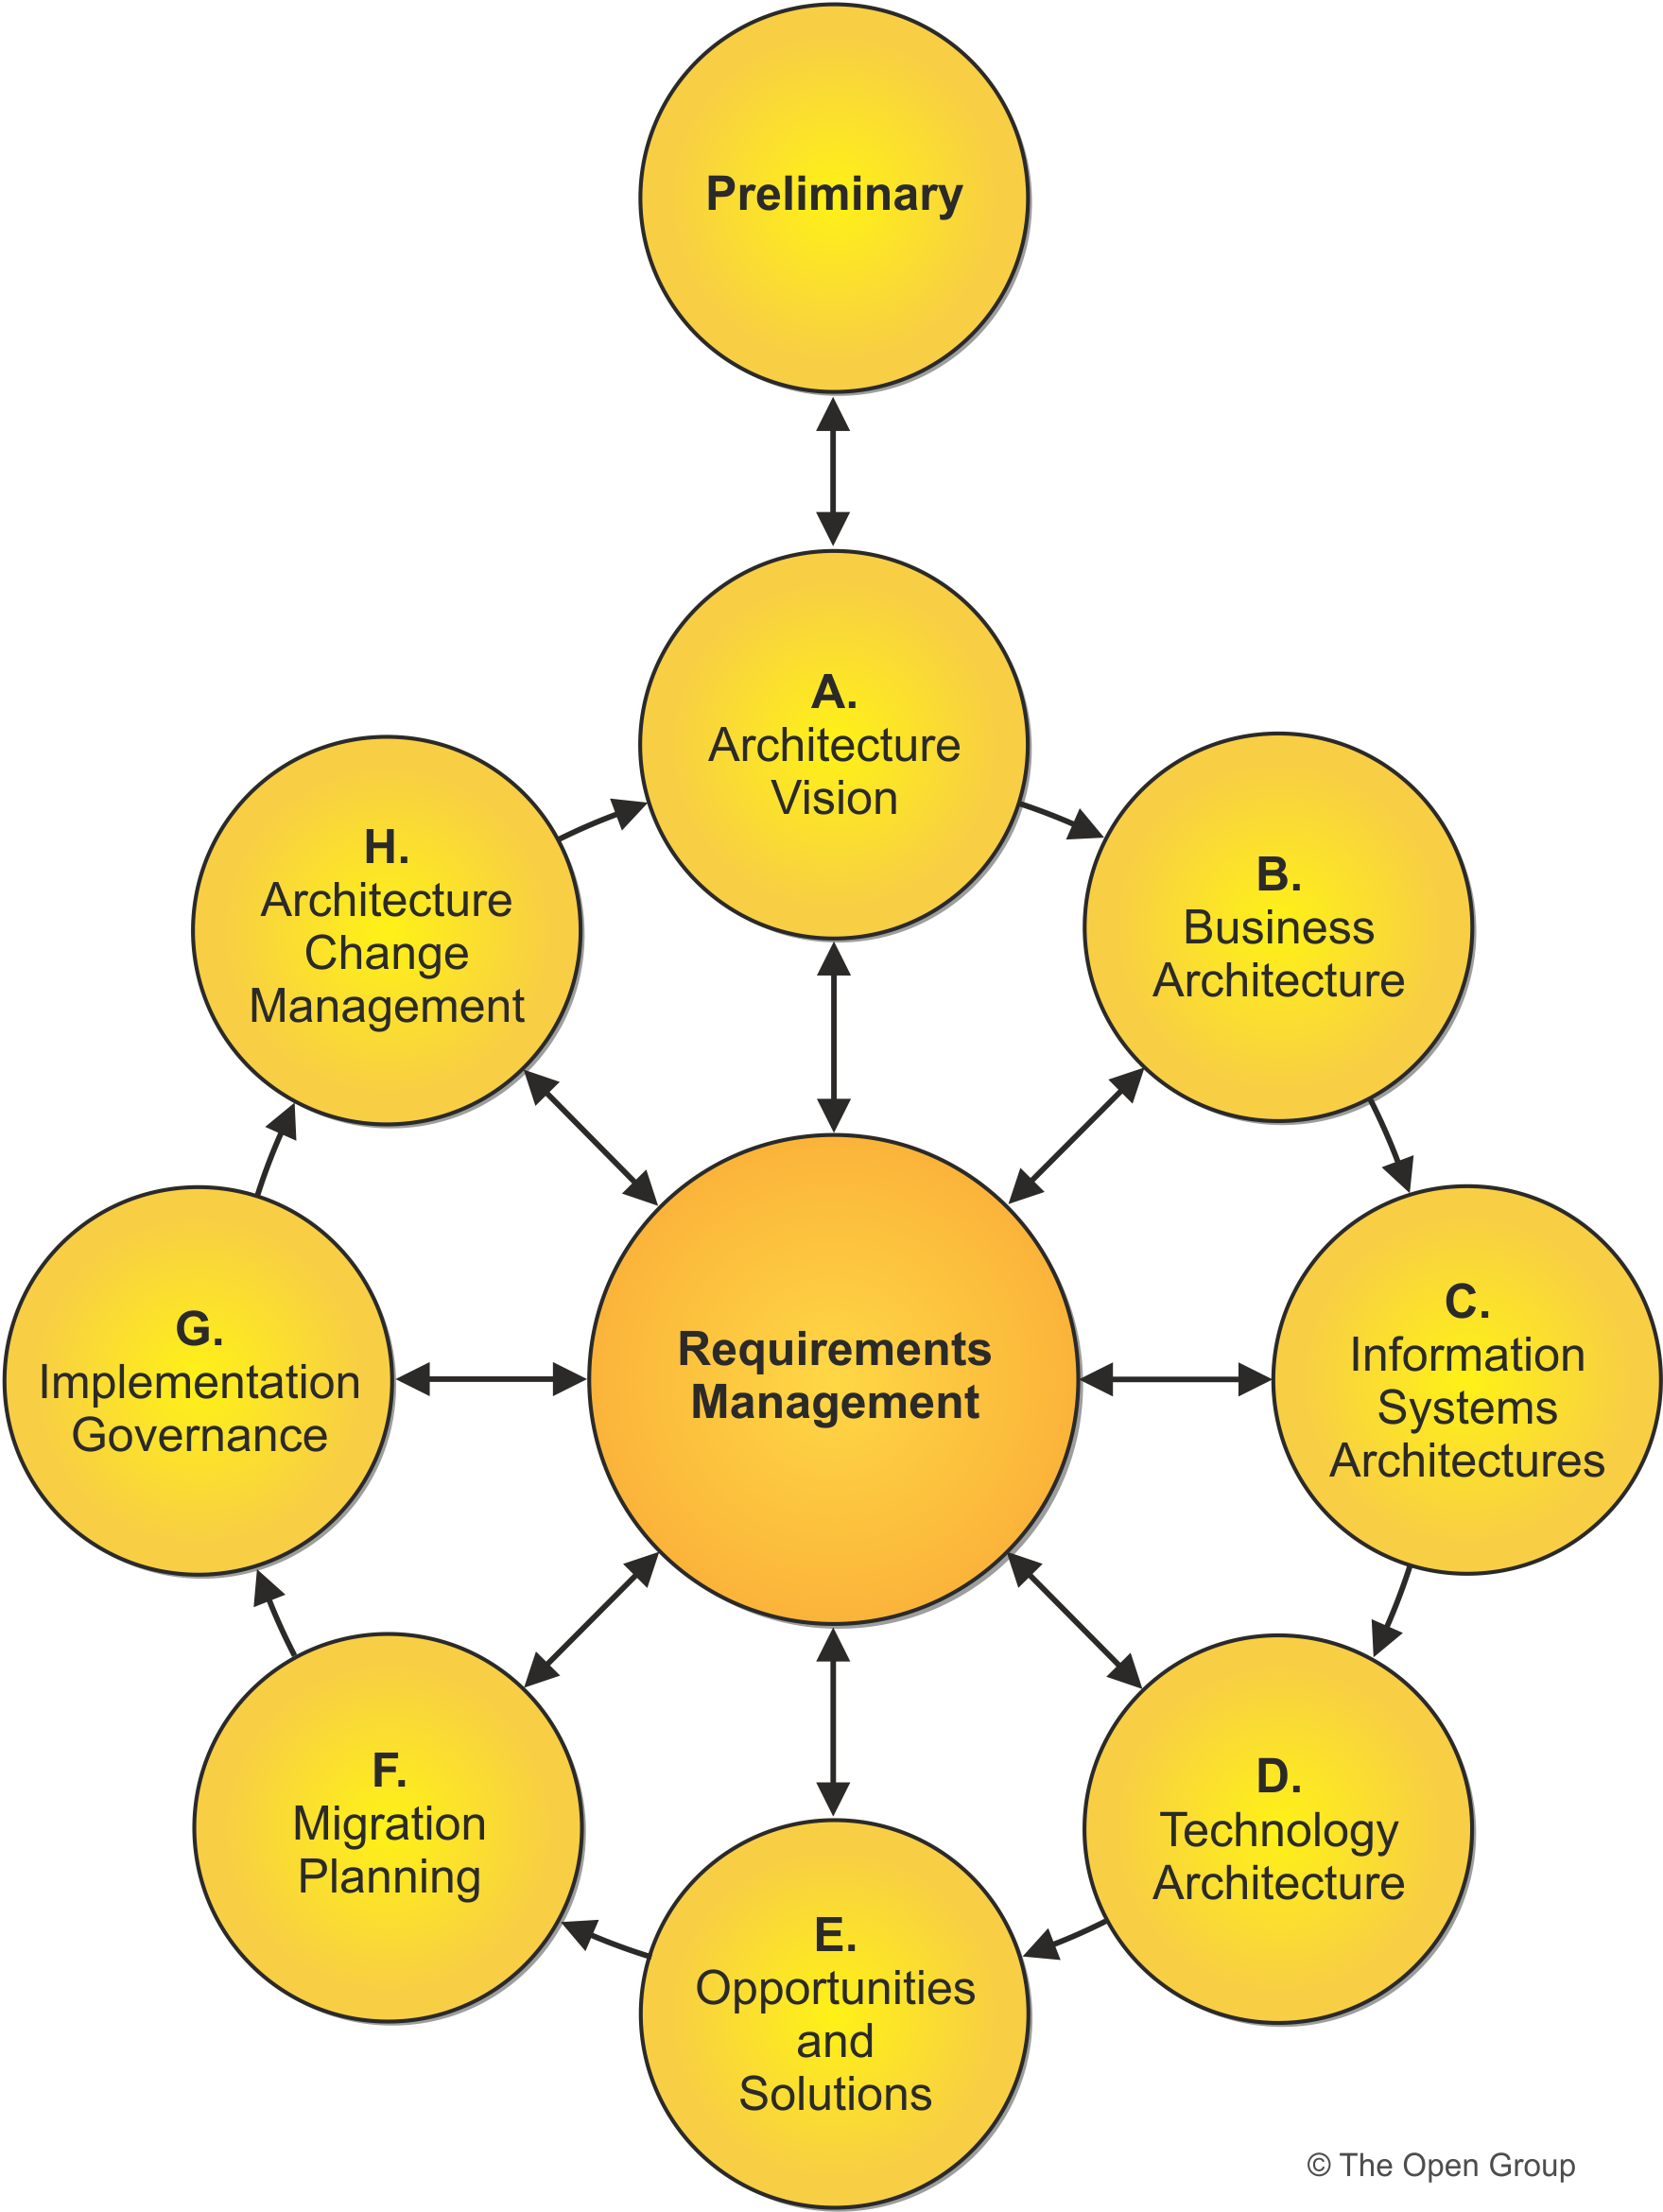 Preliminary
A.
Architecture
Vision
B.
Business
Architecture
C.
Information
Systems
Architectures
D.
Technology
Architecture
E.
Opportunities
and
Solutions
F.
Migration
Planning
G.
Implementation
Governance
H.
Architecture
Change
Management
Requirements
Management
© The Open Group